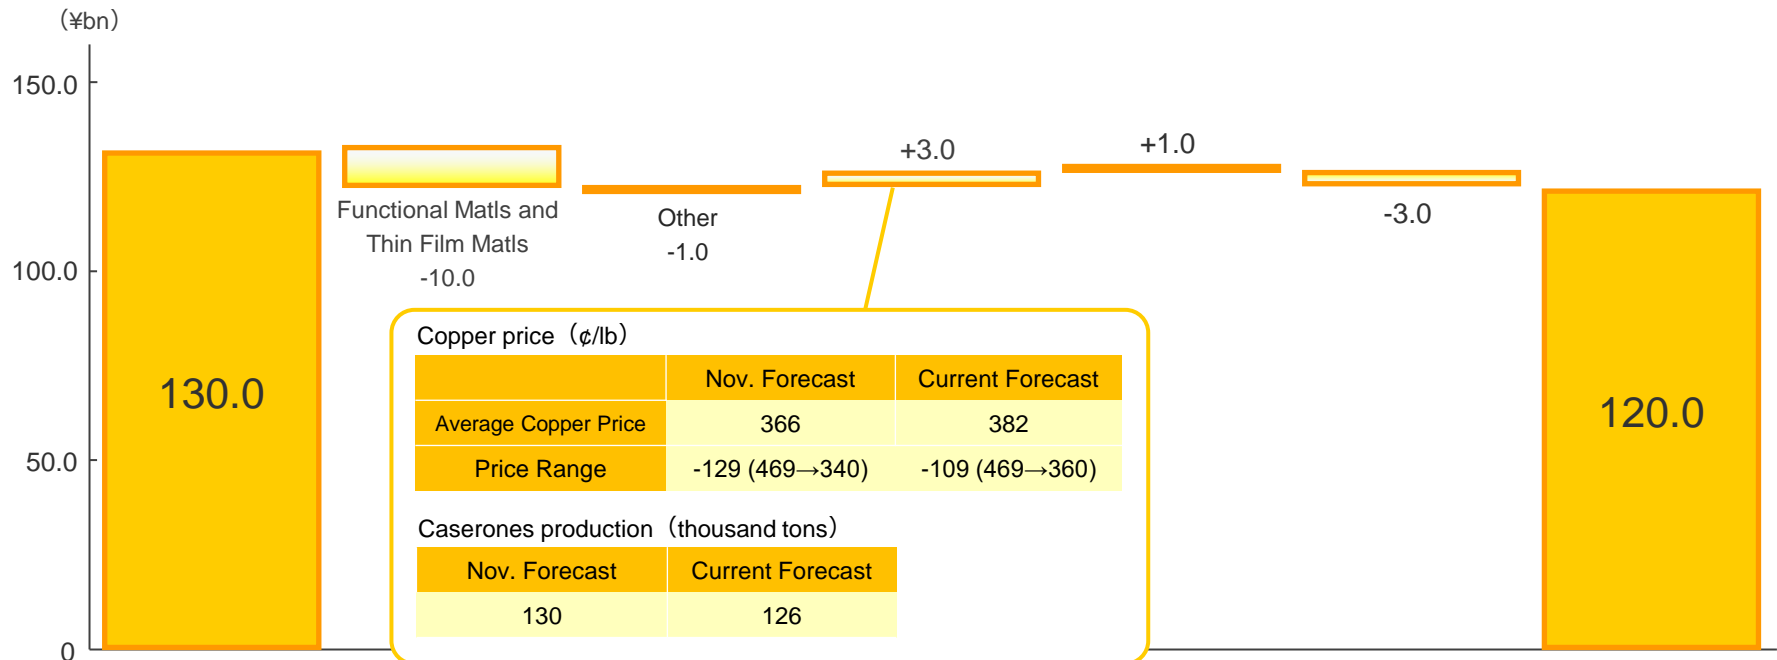 （¥bn）
150.0
100.0
50.0
0
130.0
Functional Matls and
Thin Film Matls
-10.0
Other
-1.0
+3.0
+1.0
-3.0
120.0
Copper price（¢/lb）
Nov. Forecast Current Forecast
Average Copper Price 366 382
Price Range -129 (469→340) -109 (469→360)
Caserones production（thousand tons）
Nov. Forecast Current Forecast
130 126